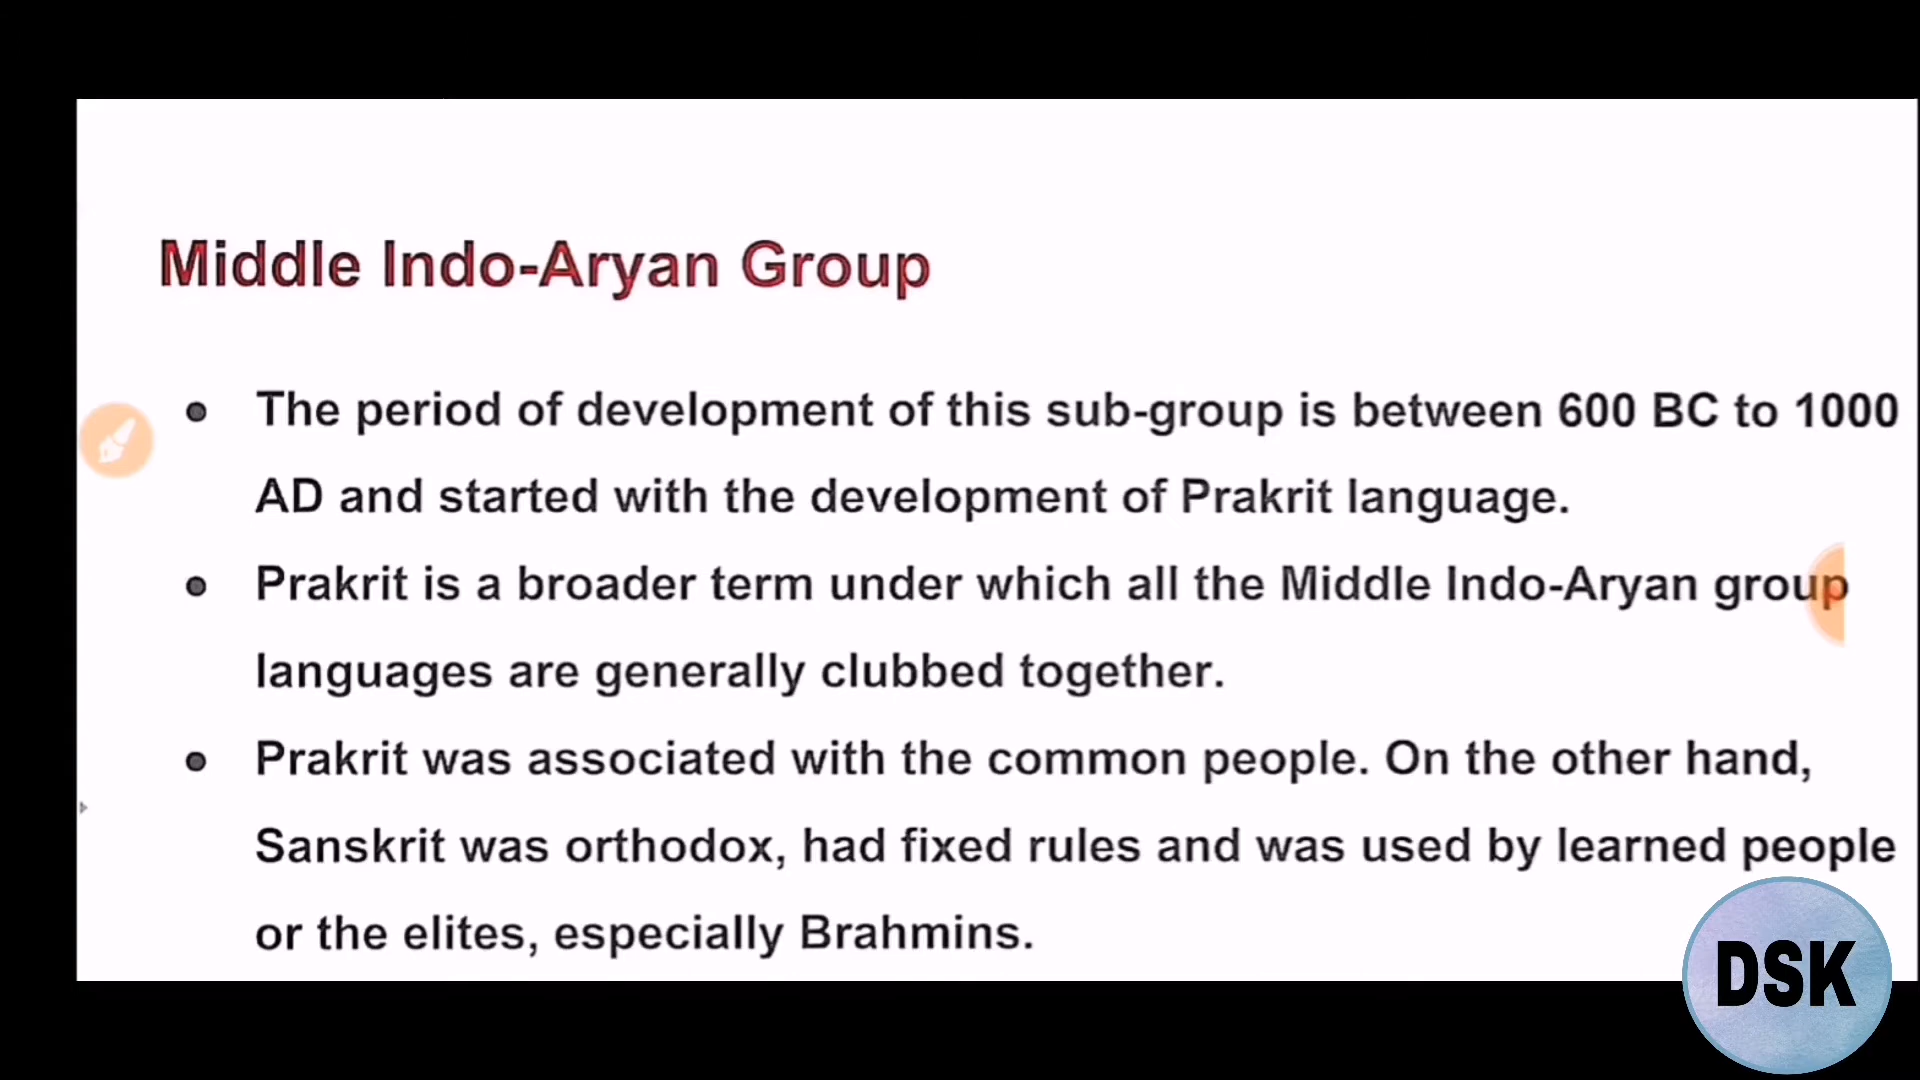 Middle Indo-Aryan Group
● The period of development of this sub-group is between 600 BC to 1000
AD and started with the development of Prakrit language.
● Prakrit is a broader term under which all the Middle Indo-Aryan group
languages are generally clubbed together.
● Prakrit was associated with the common people. On the other hand,
Sanskrit was orthodox, had fixed rules and was used by learned people
or the elites, especially Brahmins.
DSK